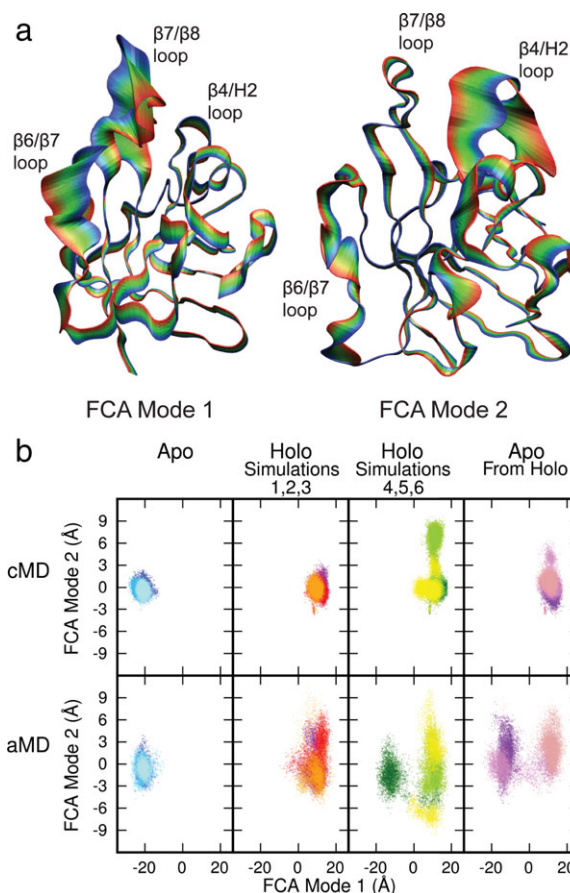 a
β7/β8
loop
β4/H2
loop
β6/β7
loop
β7/β8
loop
β4/H2
loop
β6/β7
loop
FCA Mode 1
FCA Mode 2
b
Apo
Holo
Simulations
1,2,3
Holo
Simulations
4,5,6
Apo
From Holo
cMD
FCA Mode 2 (Å)
9
6
3
0
-3
-6
-9
aMD
FCA Mode 2 (Å)
9
6
3
0
-3
-6
-9
-20 0 20 -20 0 20 -20 0 20 -20 0 20
FCA Mode 1 (Å)